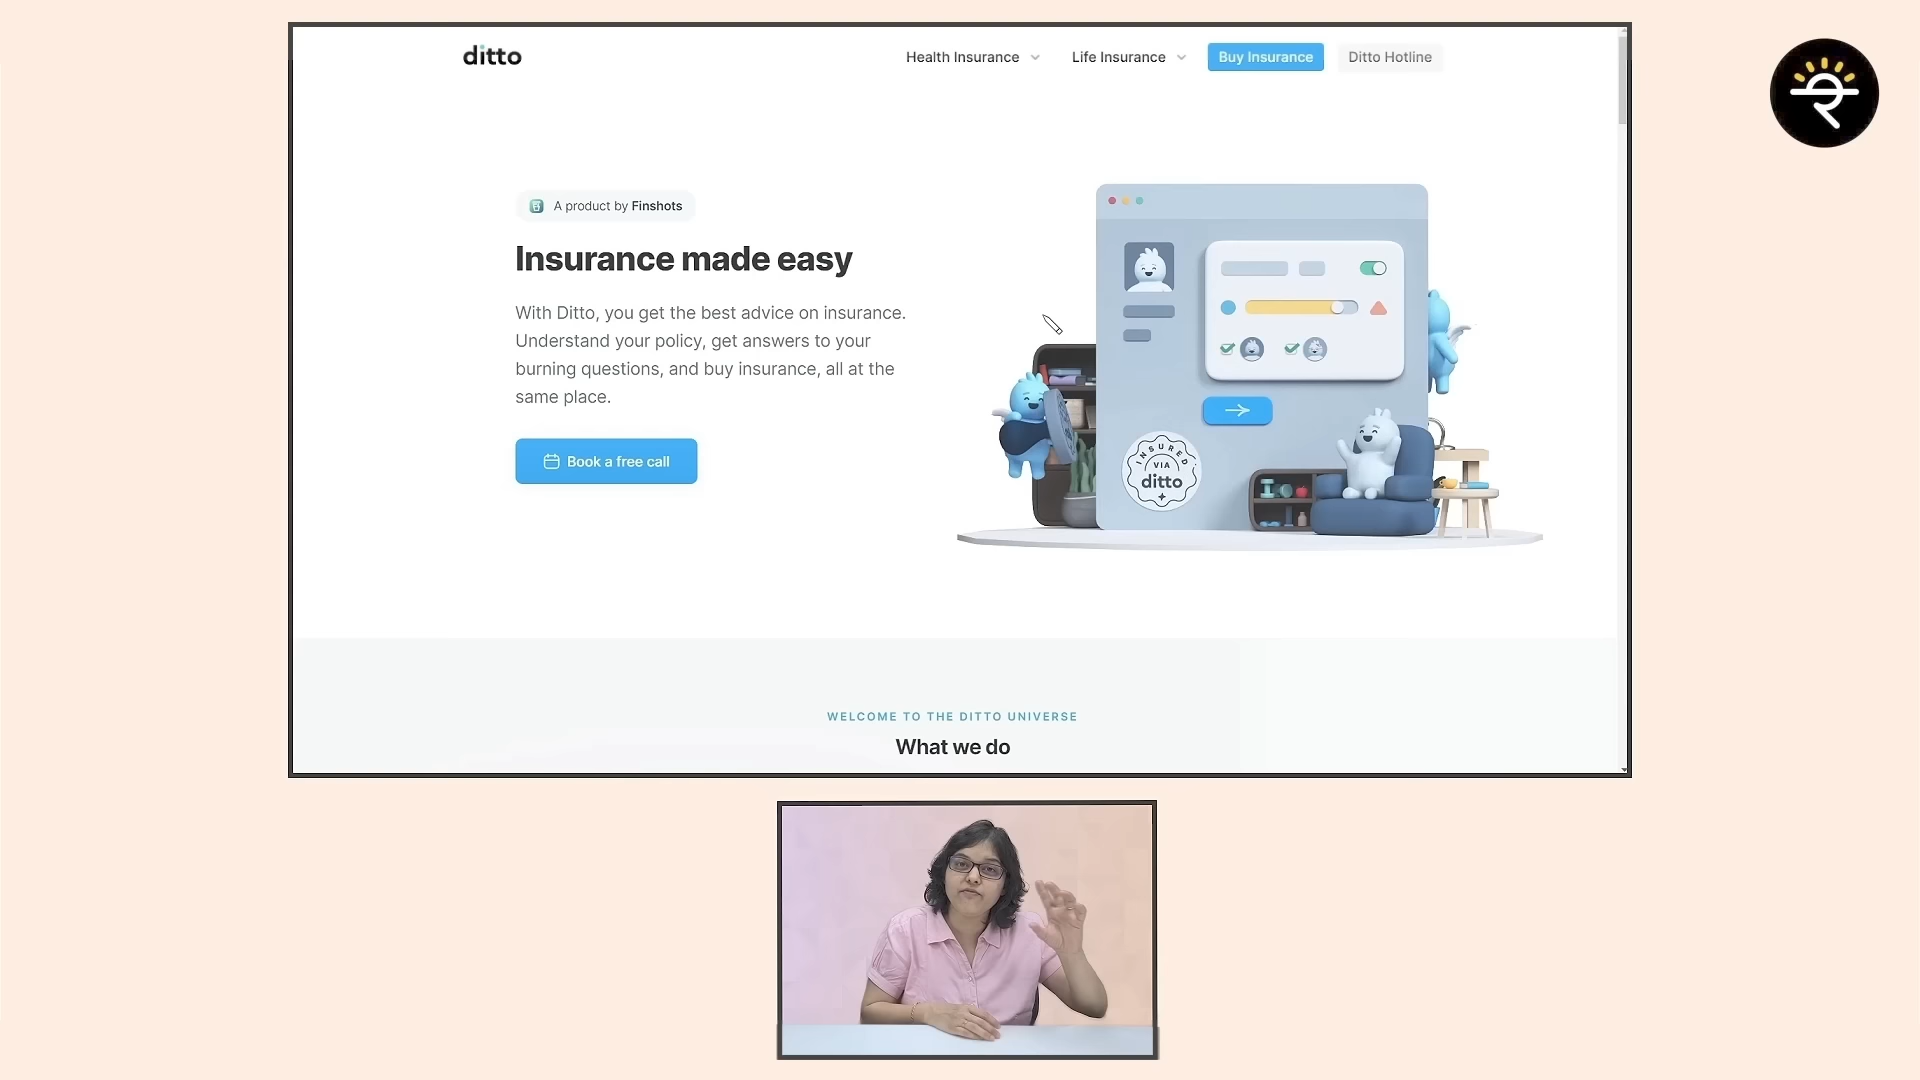 ditto
Health Insurance
Life Insurance
Buy Insurance
Ditto Hotline
A product by Finshots
Insurance made easy
With Ditto, you get the best advice on insurance.
Understand your policy, get answers to your
burning questions, and buy insurance, all at the
same place.
Book a free call
INSURED
VIA
ditto
WELCOME TO THE DITTO UNIVERSE
What we do